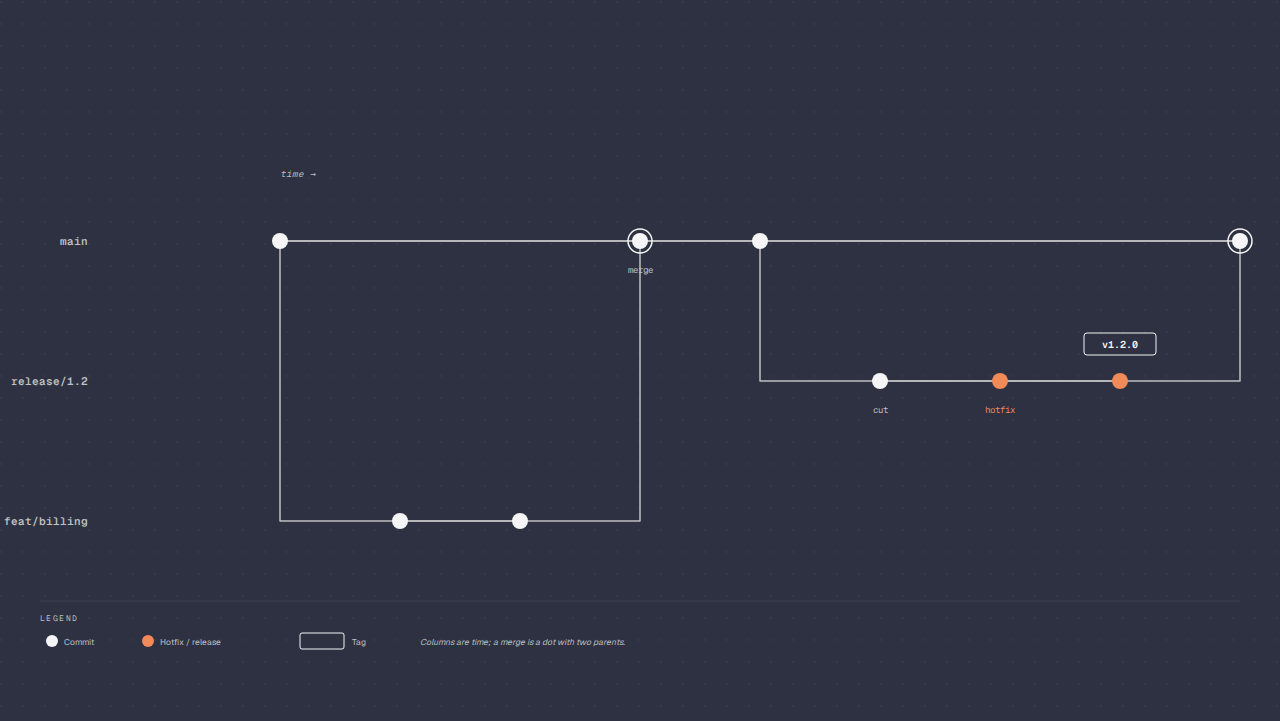 time →
main
merge
v1.2.0
release/1.2
cut
hotfix
feat/billing
LEGEND
Commit
Hotfix / release
Tag
Columns are time; a merge is a dot with two parents.